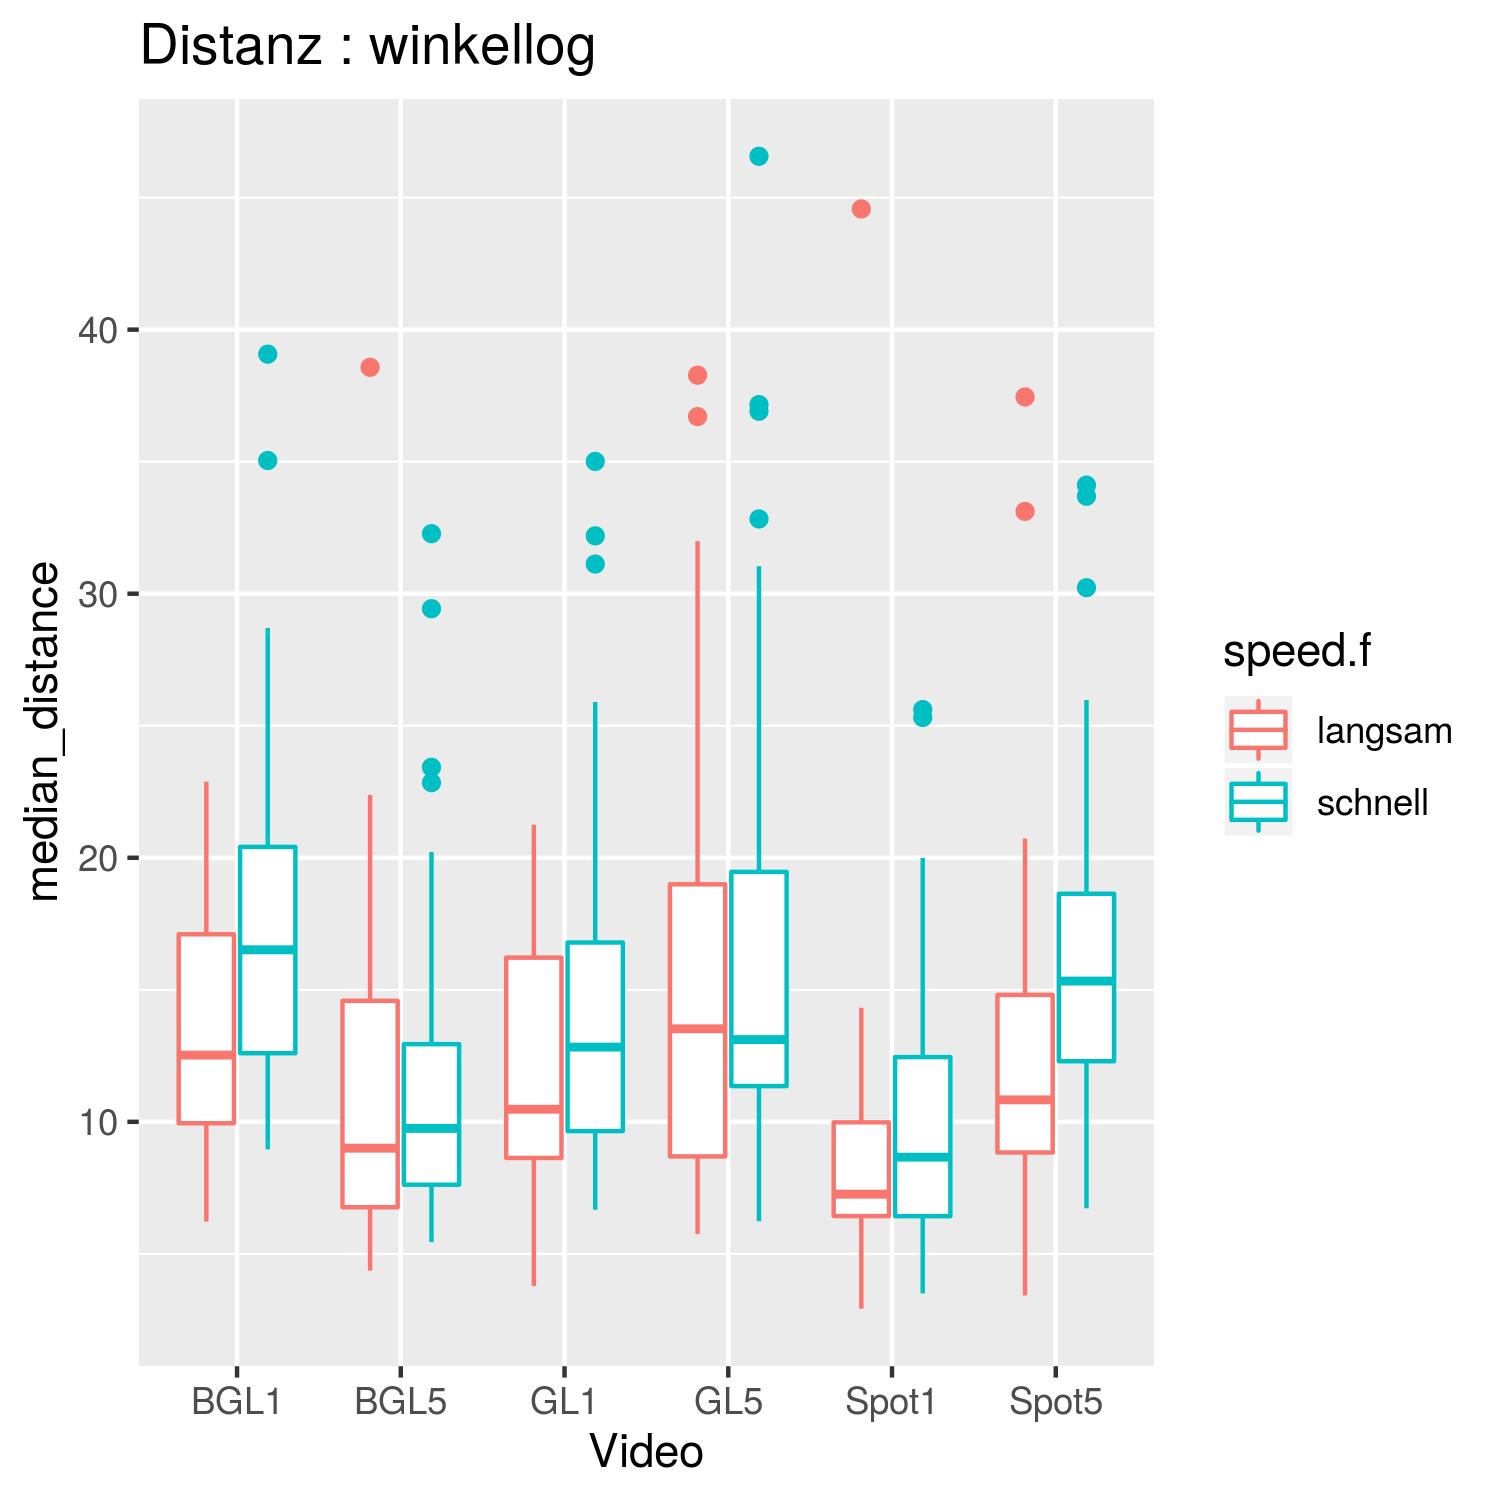 Distanz : winkellog
median_distance
40
30
20
10
BGL1 BGL5 GL1 GL5 Spot1 Spot5
Video
speed.f
langsam
schnell